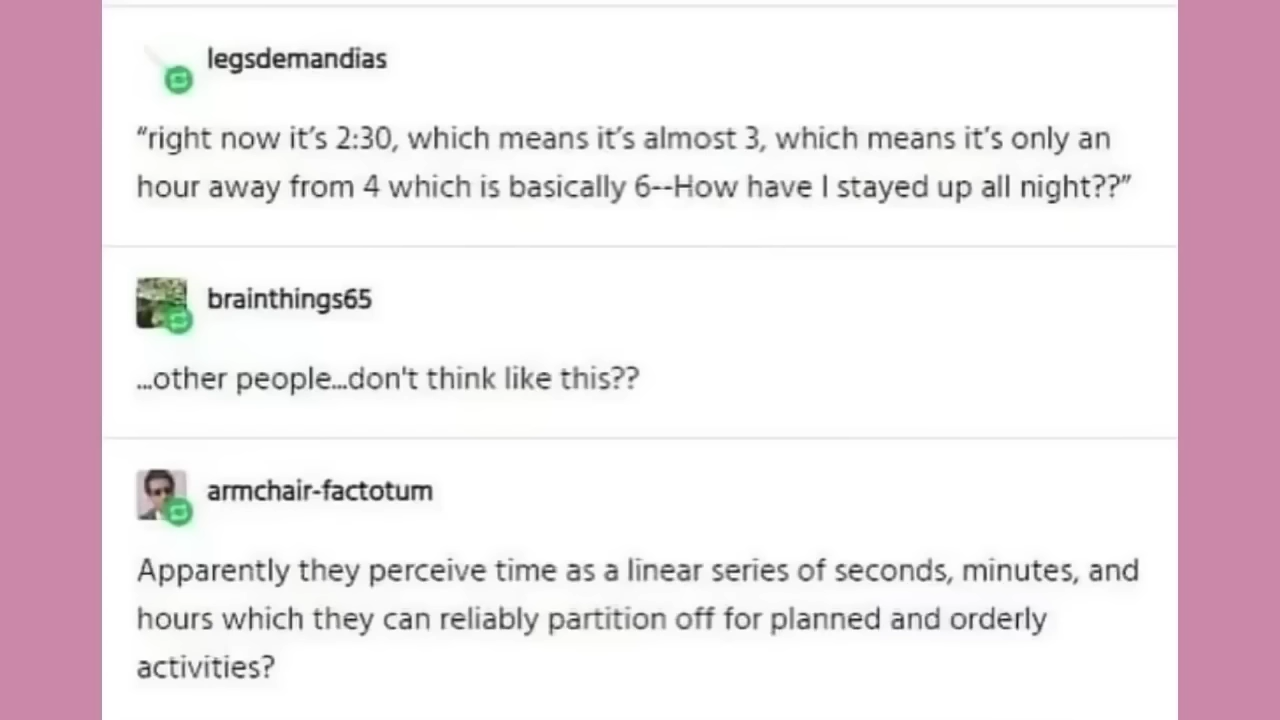 legsdemandias
“right now it’s 2:30, which means it’s almost 3, which means it’s only an
hour away from 4 which is basically 6--How have I stayed up all night??”
brainthings65
...other people...don't think like this??
armchair-factotum
Apparently they perceive time as a linear series of seconds, minutes, and
hours which they can reliably partition off for planned and orderly
activities?